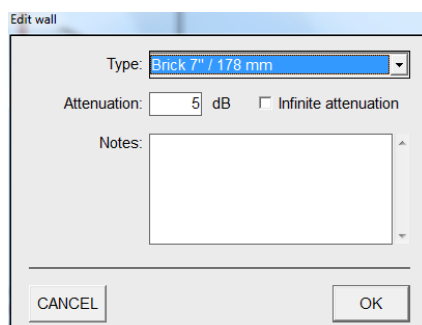 Edit wall
Type: Brick 7" / 178 mm
Attenuation: 5 dB Infinite attenuation
Notes:
CANCEL OK